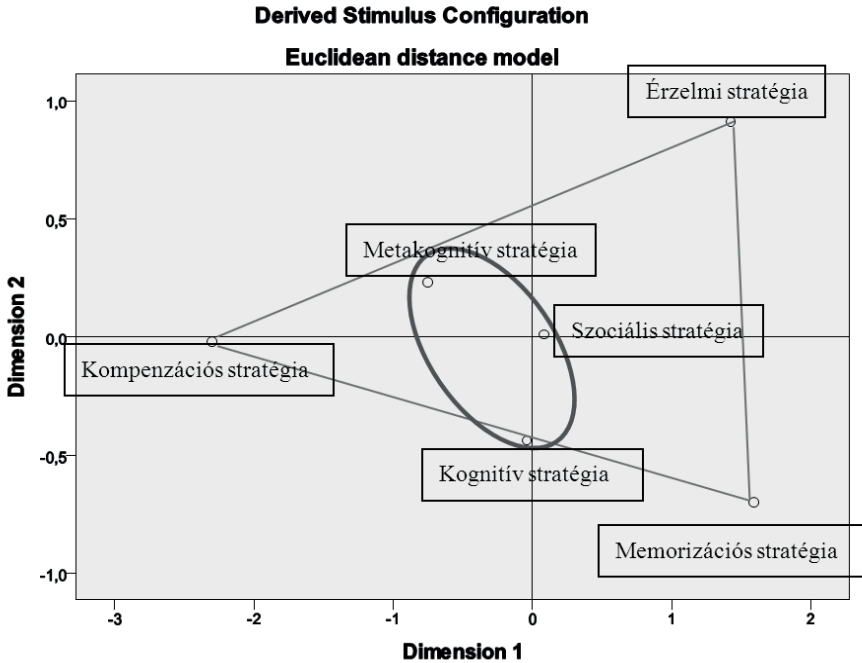 Derived Stimulus Configuration
Euclidean distance model
Érzelmi stratégia
Metakognitív stratégia
Szociális stratégia
Kompenzációs stratégia
Kognitív stratégia
Memorizációs stratégia
Dimension 2
1,0
0,5
0,0
-0,5
-1,0
-3
-2
-1
0
1
2
Dimension 1